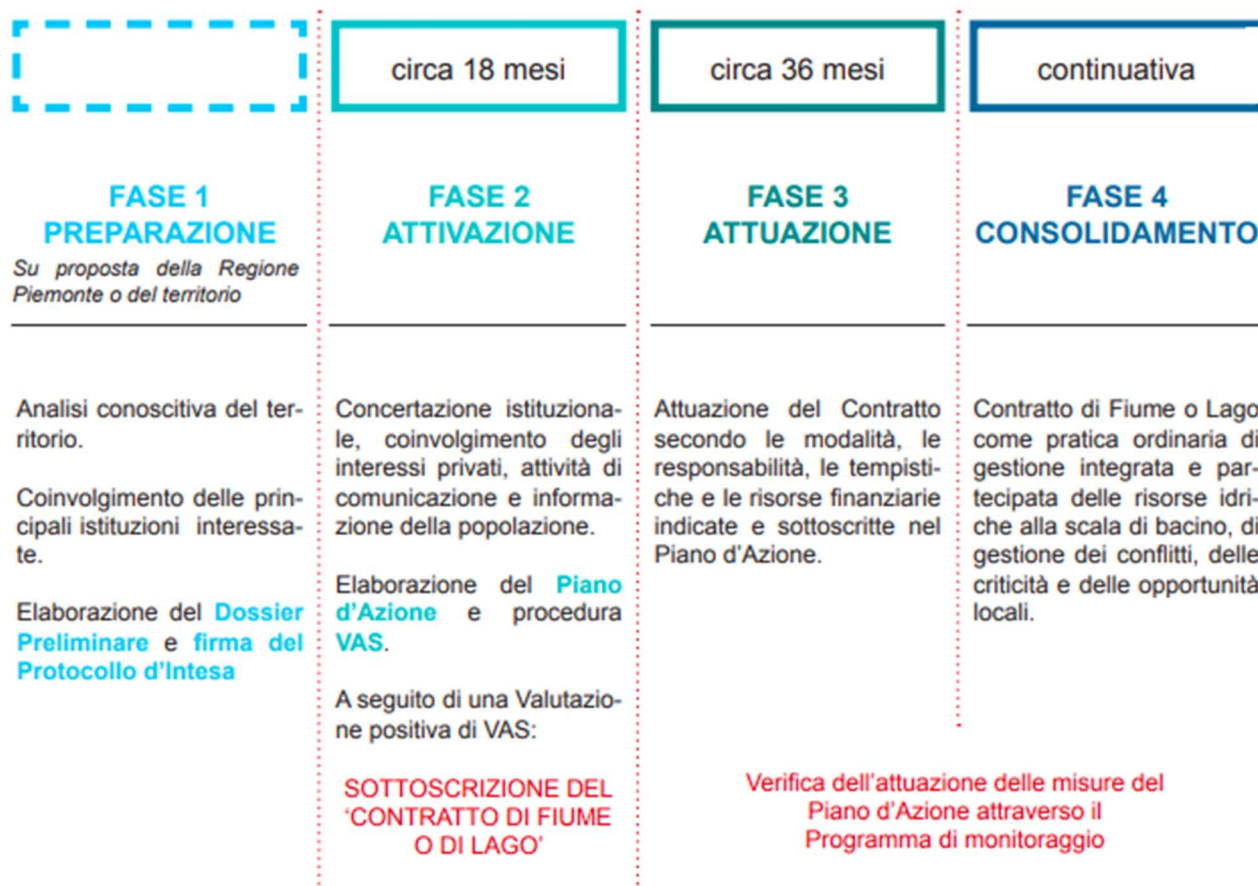 circa 18 mesi
circa 36 mesi
continuativa
FASE 1
PREPARAZIONE
Su proposta della Regione
Piemonte o del territorio
FASE 2
ATTIVAZIONE
FASE 3
ATTUAZIONE
FASE 4
CONSOLIDAMENTO
Analisi conoscitiva del ter-
ritorio.
Coinvolgimento delle prin-
cipali istituzioni interessa-
te.
Elaborazione del Dossier
Preliminare e firma del
Protocollo d'Intesa
Concertazione istituziona-
le, coinvolgimento degli
interessi privati, attività di
comunicazione e informa-
zione della popolazione.
Elaborazione del Piano
d'Azione e procedura
VAS.
A seguito di una Valutazio-
ne positiva di VAS:
SOTTOSCRIZIONE DEL
‘CONTRATTO DI FIUME
O DI LAGO’
Attuazione del Contratto
secondo le modalità, le
responsabilità, le tempisti-
che e le risorse finanziarie
indicate e sottoscritte nel
Piano d'Azione.
Contratto di Fiume o Lago
come pratica ordinaria di
gestione integrata e par-
tecipata delle risorse idri-
che alla scala di bacino, di
gestione dei conflitti, delle
criticità e delle opportunità
locali.
Verifica dell'attuazione delle misure del
Piano d'Azione attraverso il
Programma di monitoraggio